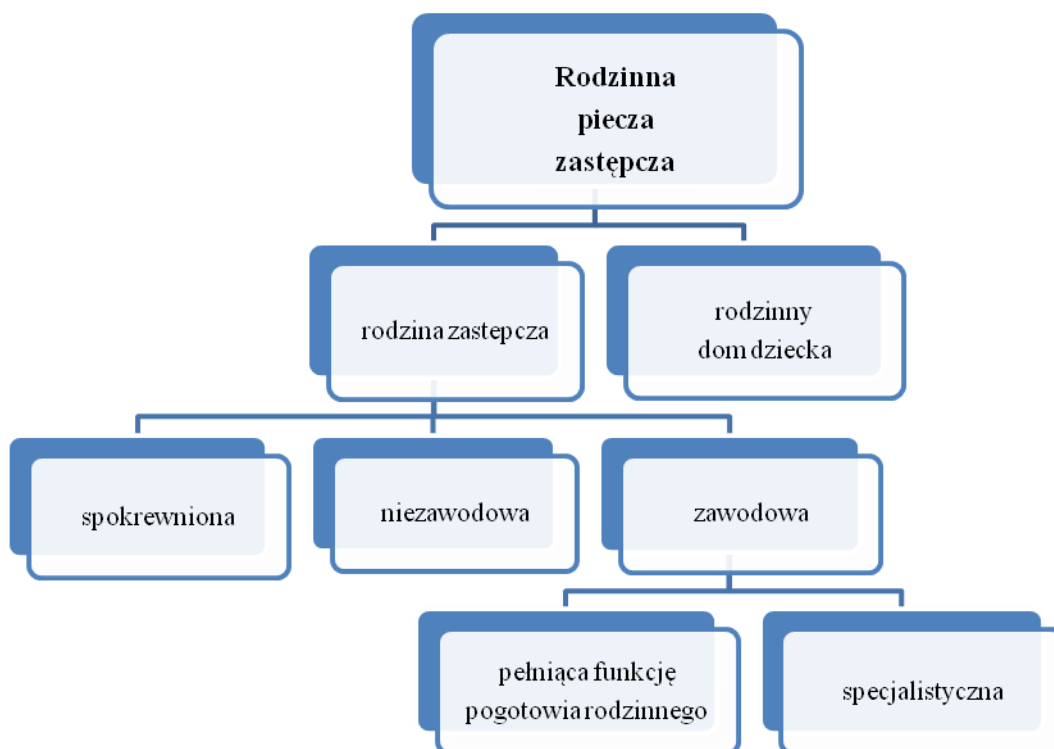 Rodzinna
piecza
zastępcza
rodzina zastepcza
rodzinny
dom dziecka
spokrewniona
niezawodowa
zawodowa
pełniąca funkcję
pogotowia rodzinnego
specjalistyczna